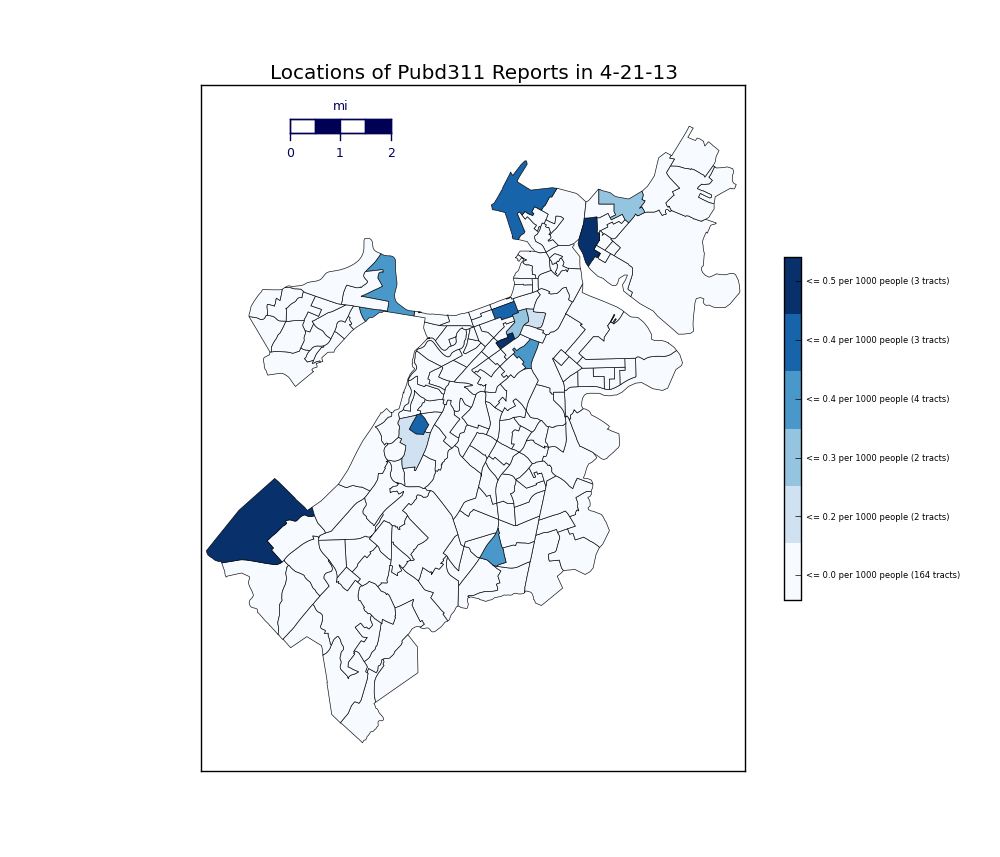 Locations of Pubd311 Reports in 4-21-13
mi
0 1 2
<= 0.5 per 1000 people (3 tracts)
<= 0.4 per 1000 people (3 tracts)
<= 0.4 per 1000 people (4 tracts)
<= 0.3 per 1000 people (2 tracts)
<= 0.2 per 1000 people (2 tracts)
<= 0.0 per 1000 people (164 tracts)